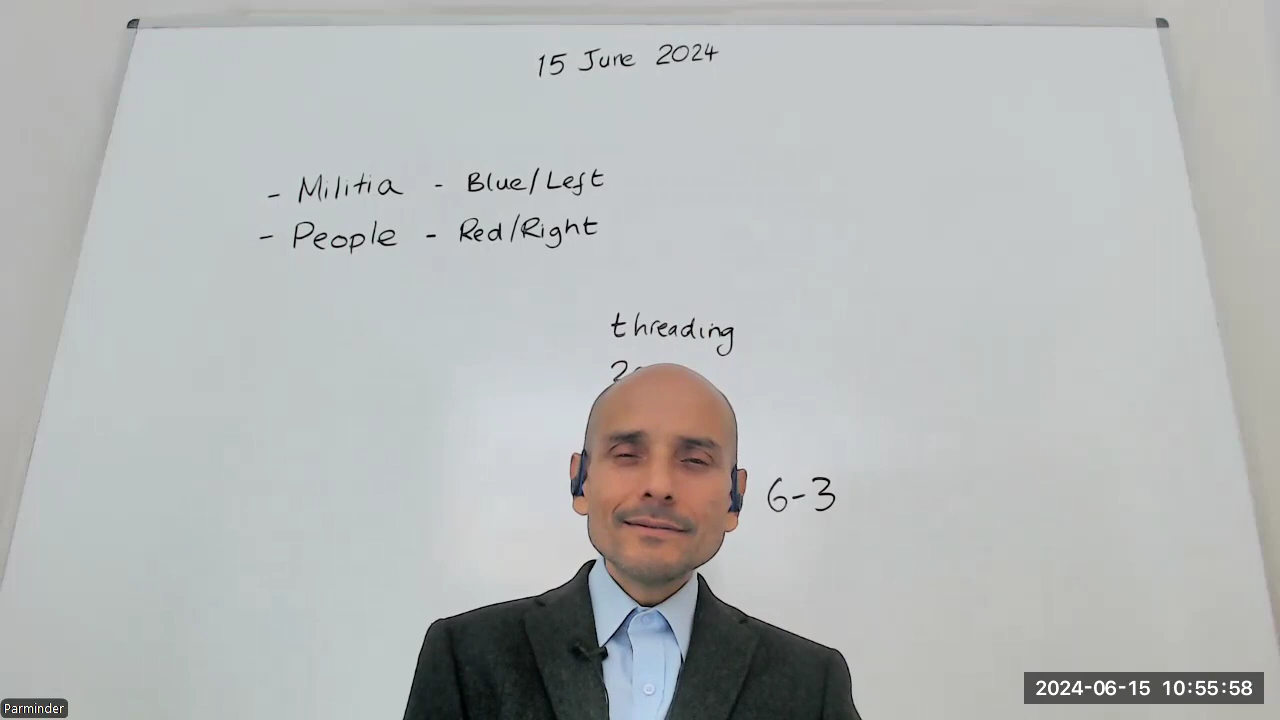 15 June 2024
- Militia - Blue/Left
- People - Red/Right
threading
6-3
Parminder
2024-06-15 10:55:58